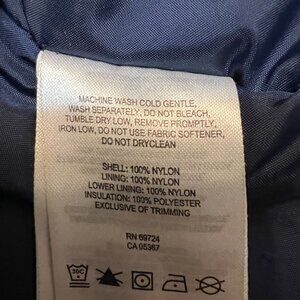 MACHINE WASH COLD GENTLE,
WASH SEPARATELY, DO NOT BLEACH,
TUMBLE DRY LOW, REMOVE PROMPTLY,
IRON LOW, DO NOT USE FABRIC SOFTENER,
DO NOT DRYCLEAN
SHELL: 100% NYLON
LINING: 100% NYLON
LOWER LINING: 100% NYLON
INSULATION: 100% POLYESTER
EXCLUSIVE OF TRIMMING
RN 69724
CA 05367
30C